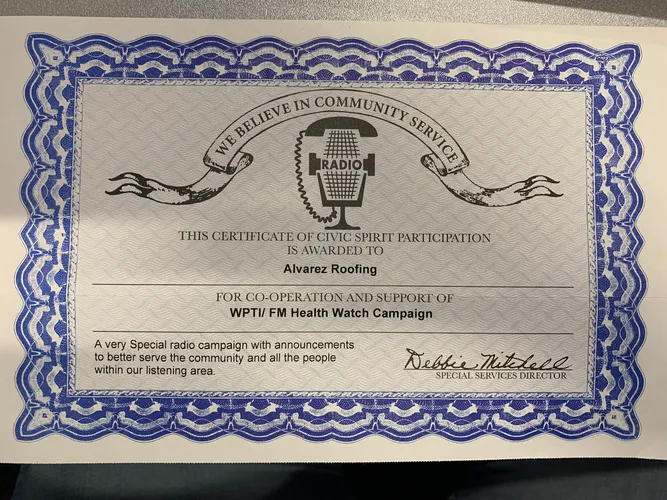 WE BELIEVE IN COMMUNITY SERVICE
RADIO
THIS CERTIFICATE OF CIVIC SPIRIT PARTICIPATION
IS AWARDED TO
Alvarez Roofing
FOR CO-OPERATION AND SUPPORT OF
WPTI/ FM Health Watch Campaign
A very Special radio campaign with announcements
to better serve the community and all the people
within our listening area.
Debbie Mitchell
SPECIAL SERVICES DIRECTOR